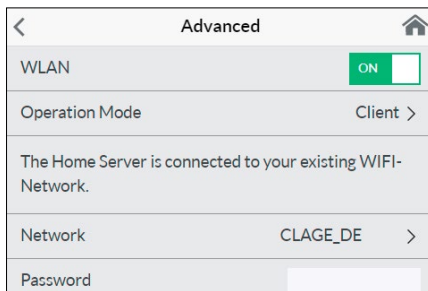 Advanced
WLAN ON
Operation Mode Client
The Home Server is connected to your existing WIFI-
Network.
Network CLAGE_DE
Password